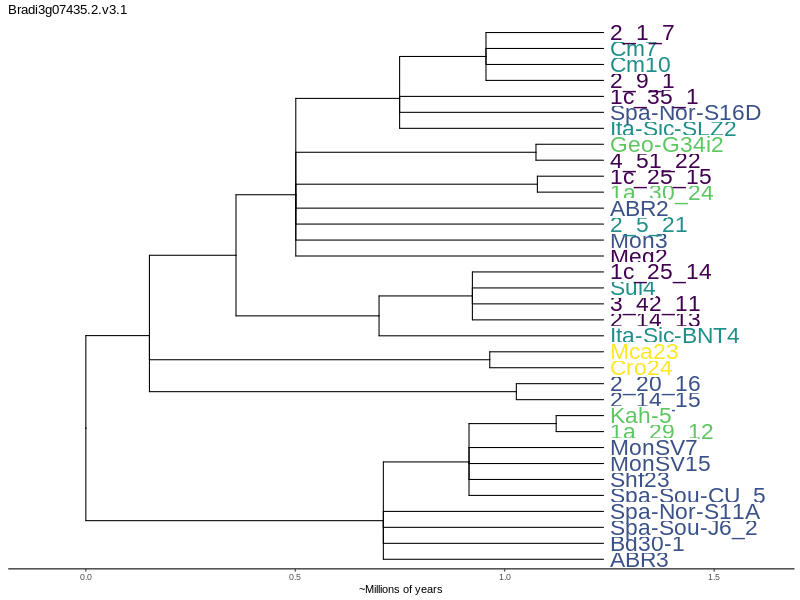 Bradi3g07435.2.v3.1
2_1_7
Cm7
Cm10
2_9_1
1c_35_1
Spa-Nor-S16D
Ita-Sic-SLZ2
Geo-G34i2
4_51_22
1c_25_15
1a_30_24
ABR2
2_5_21
Mon3
Meg2
1c_25_14
Sul4
3_42_11
2_14_13
Ita-Sic-BNT4
Mca23
Cro24
2_20_16
2_14_15
Kah-5
1a_29_12
MonSV7
MonSV15
Shf23
Spa-Sou-CU_5
Spa-Nor-S11A
Spa-Sou-J6_2
Bd30-1
ABR3
0.0 0.5 1.0 1.5
~Millions of years